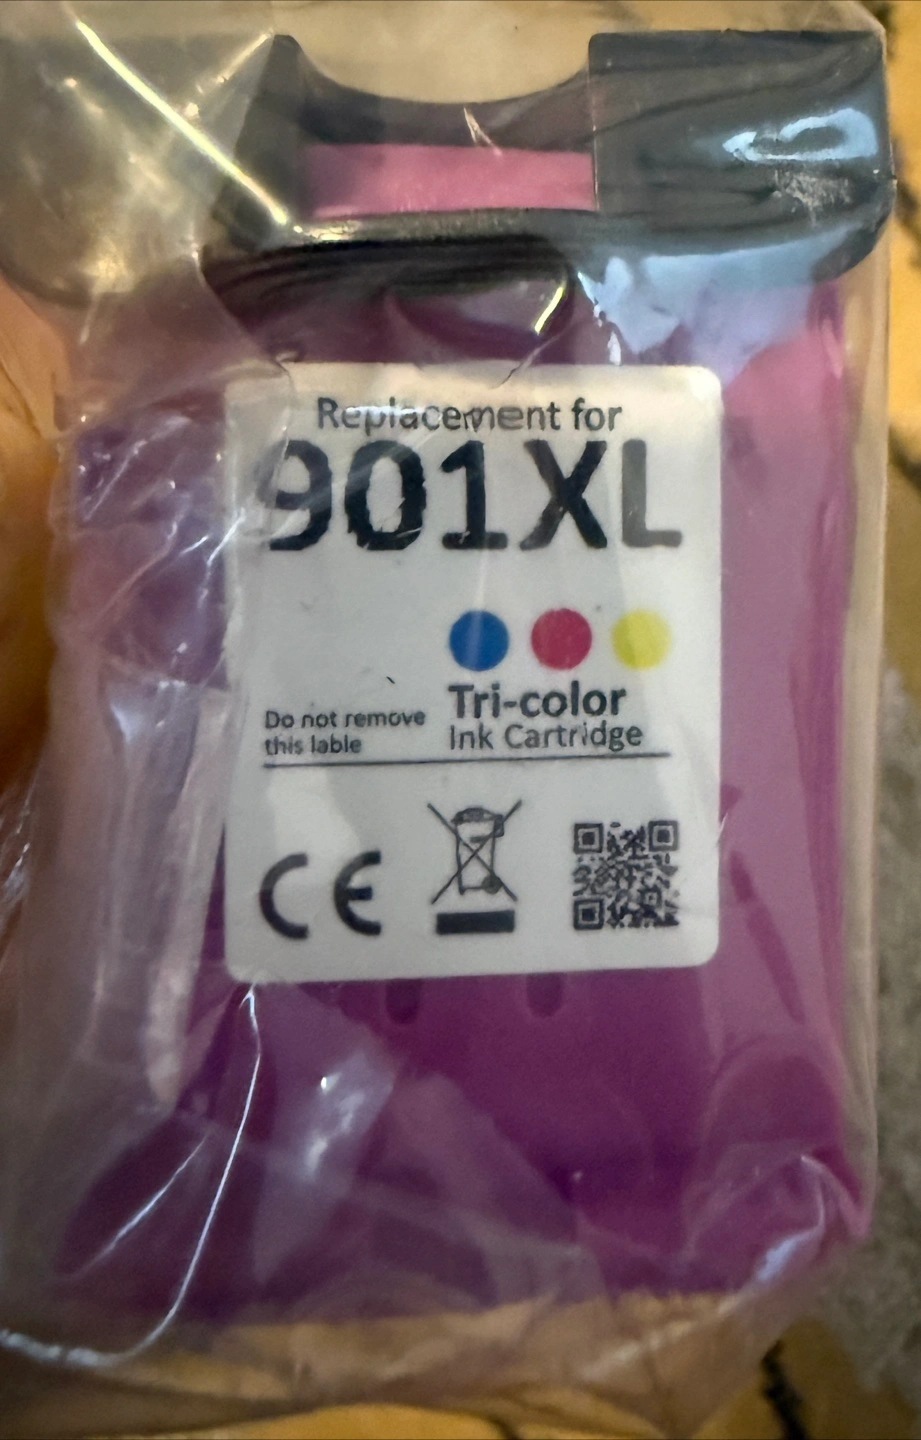 Replacement for
901XL
Tri-color
Do not remove
this lable
Ink Cartridge
CE